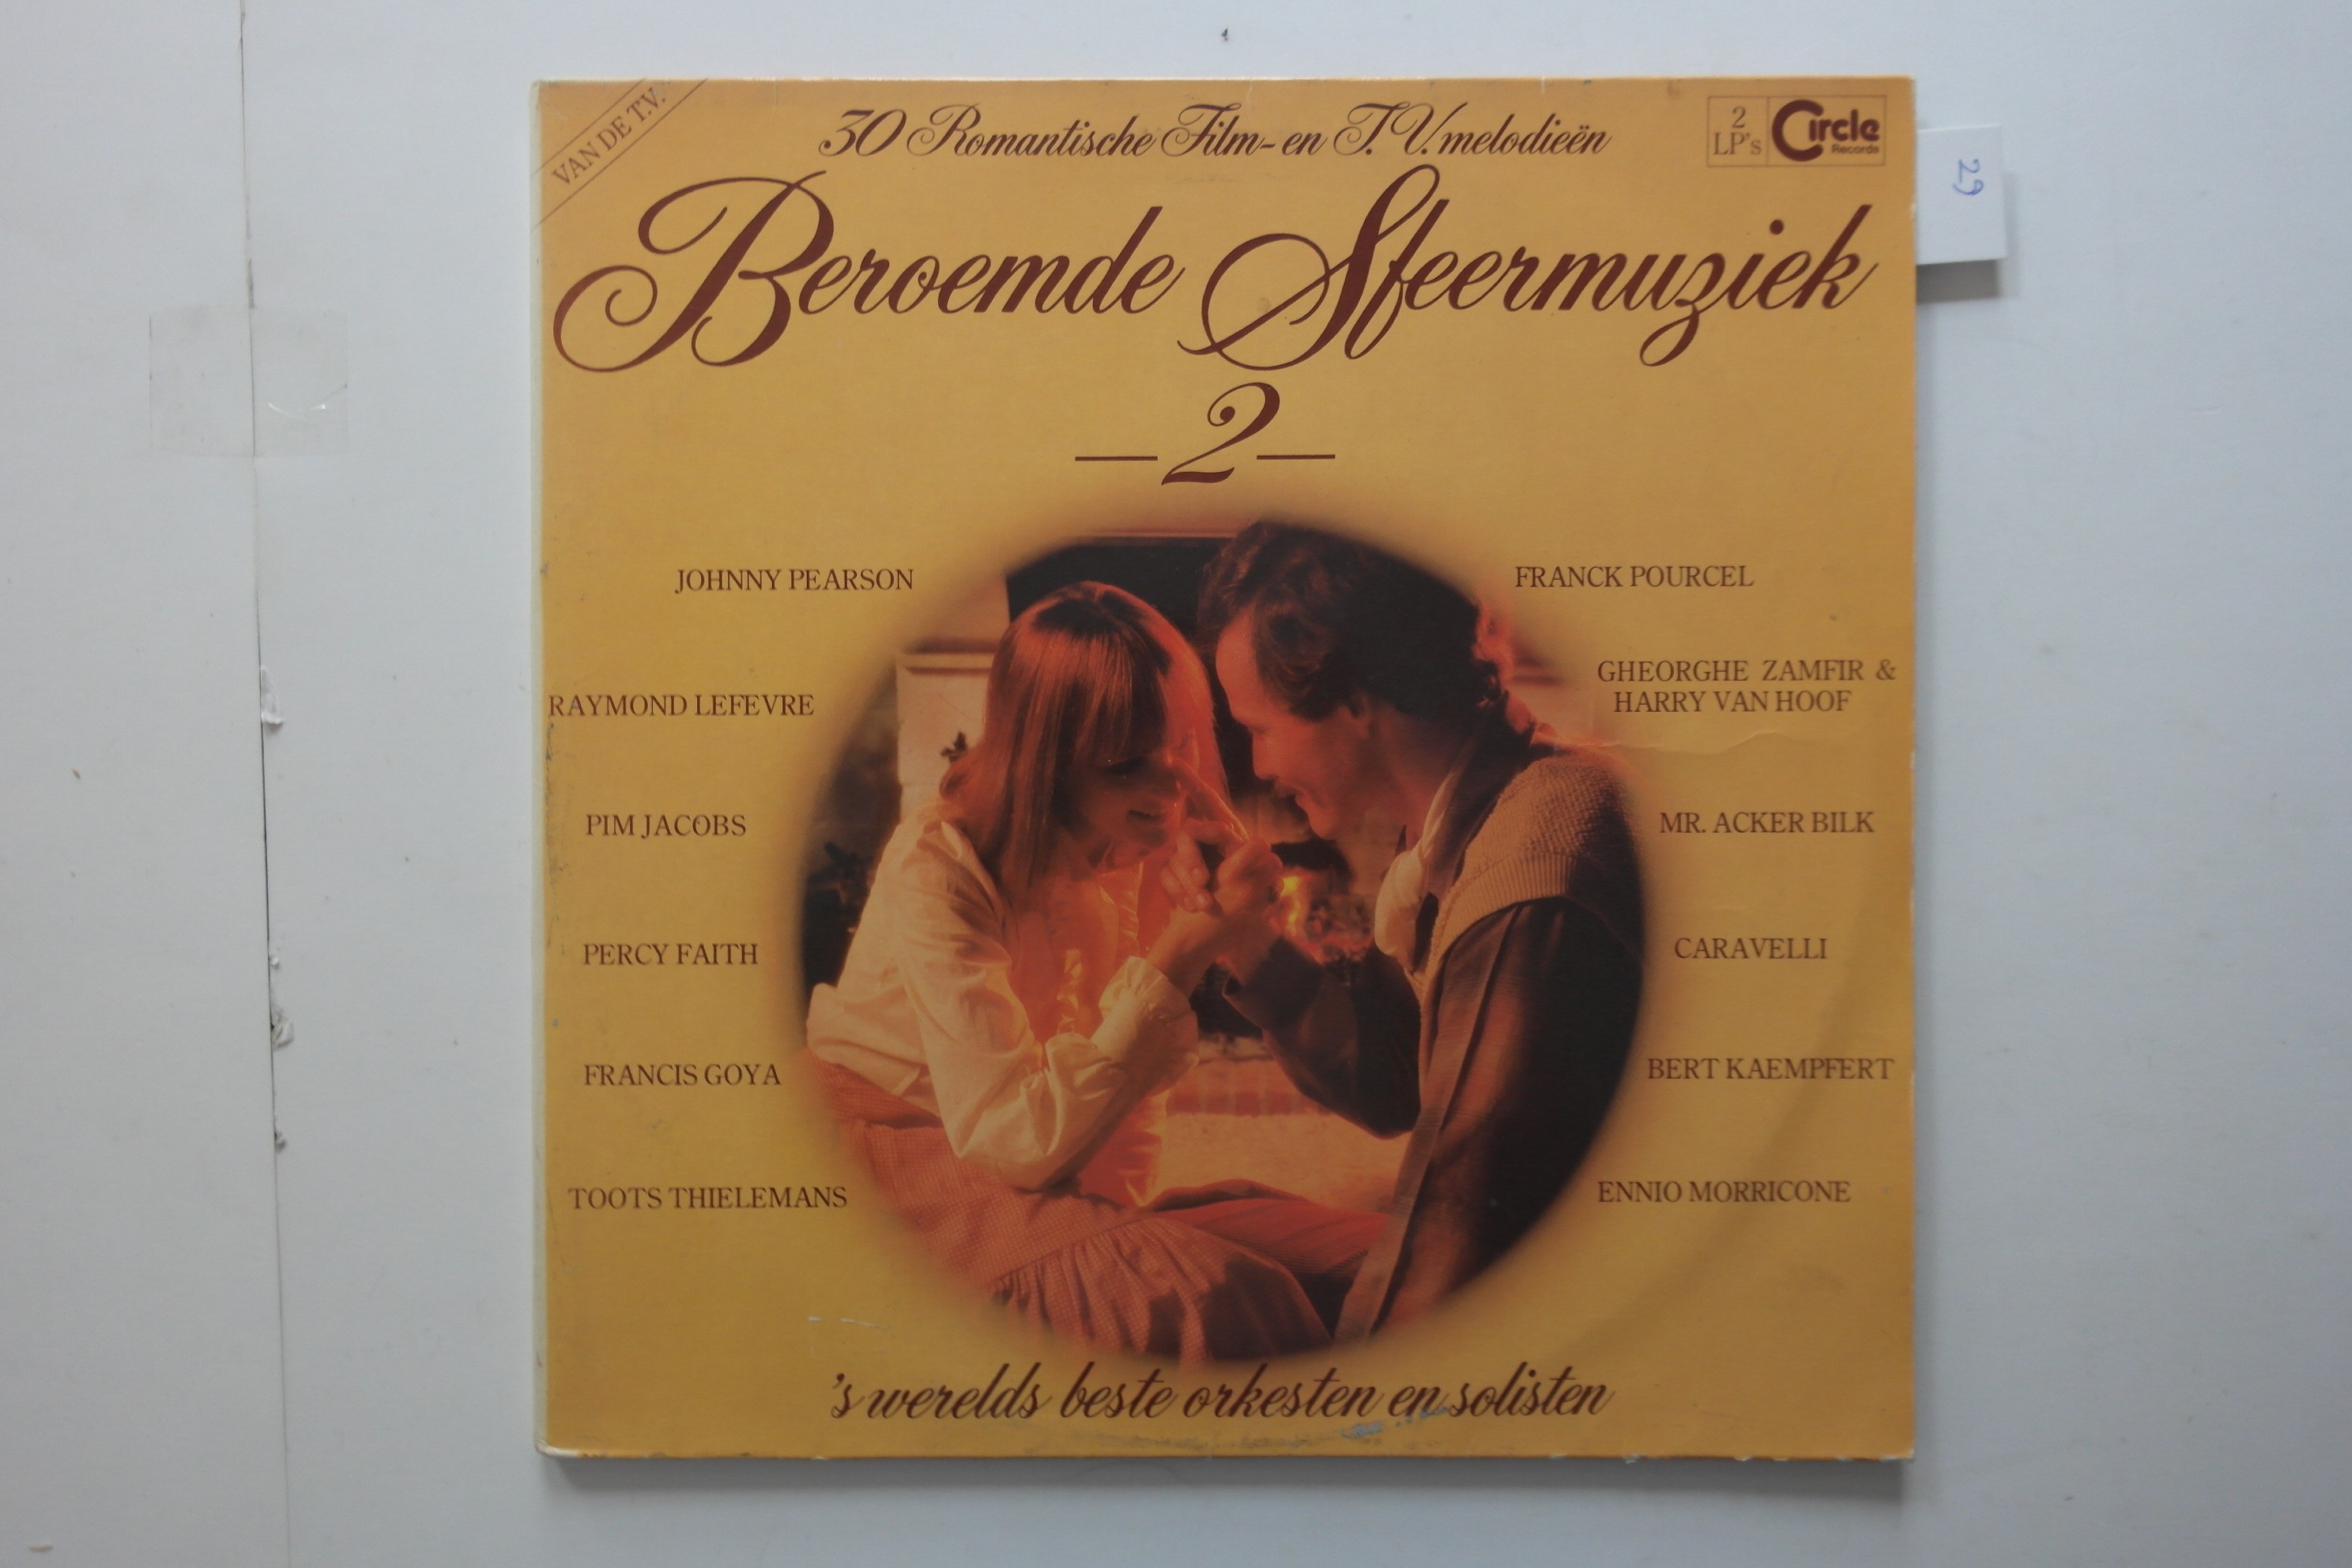 VAN DE T.V.
30 Romantische Film- en T.V. melodieën
2
LP's
Circle
Records
29
Beroemde Sfeermuziek
—2—
JOHNNY PEARSON
FRANCK POURCEL
RAYMOND LEFEVRE
GHEORGHE ZAMFIR &
HARRY VAN HOOF
PIM JACOBS
MR. ACKER BILK
PERCY FAITH
CARAVELLI
FRANCIS GOYA
BERT KAEMPFERT
TOOTS THIELEMANS
ENNIO MORRICONE
's werelds beste orkesten en solisten